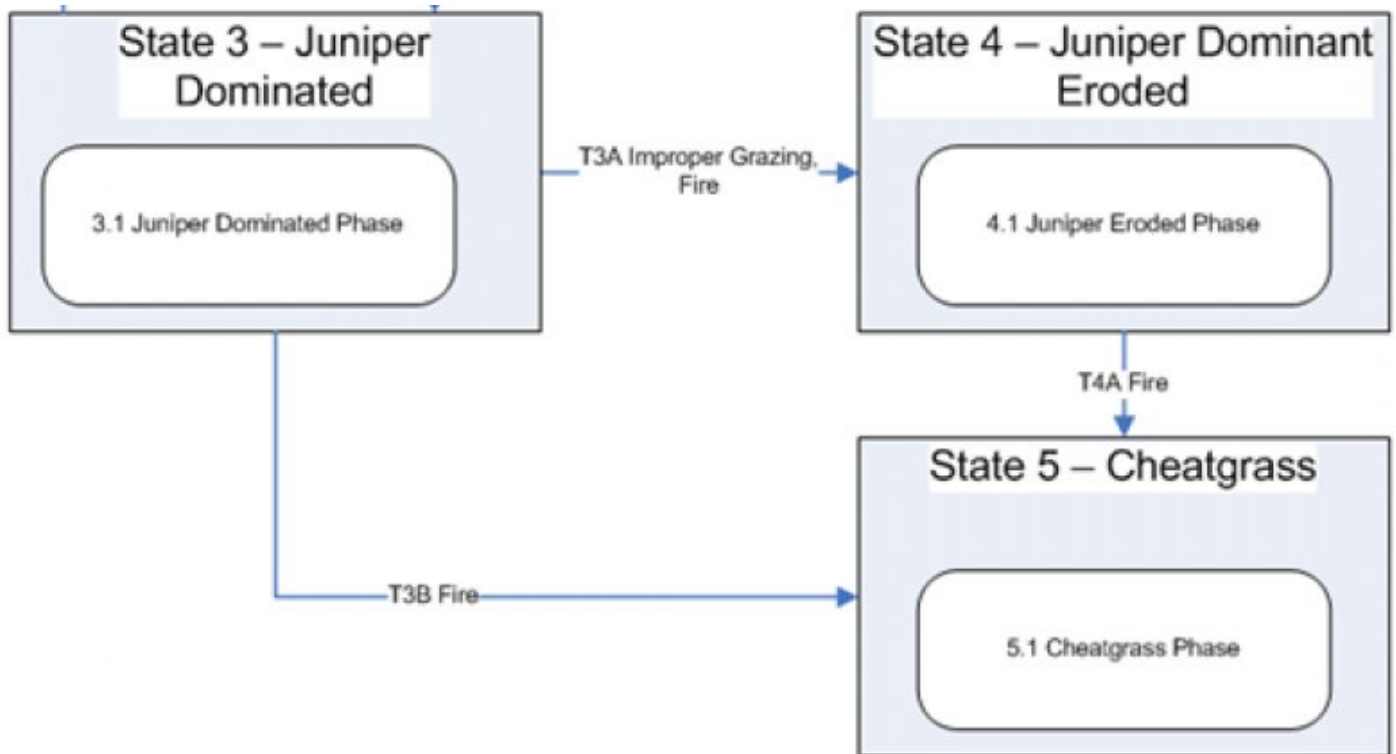 State 3 – Juniper
Dominated
3.1 Juniper Dominated Phase
T3A Improper Grazing,
Fire
State 4 – Juniper Dominant
Eroded
4.1 Juniper Eroded Phase
T4A Fire
T3B Fire
State 5 – Cheatgrass
5.1 Cheatgrass Phase